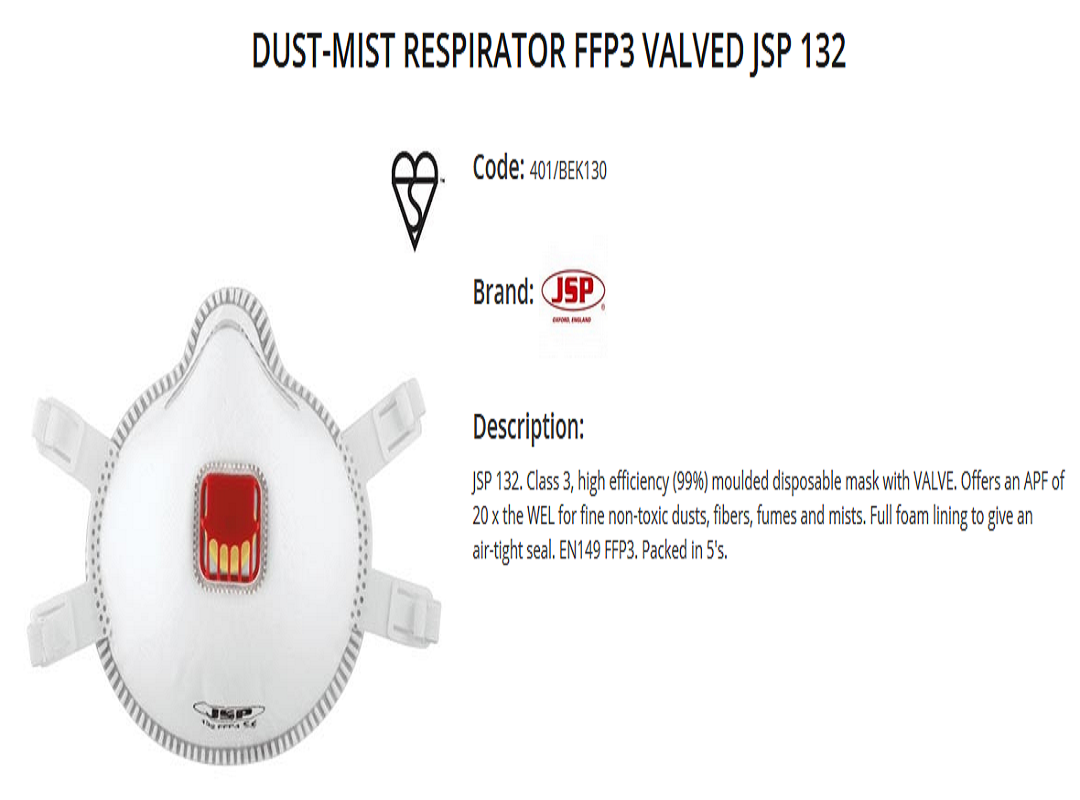 DUST-MIST RESPIRATOR FFP3 VALVED JSP 132
Code: 401/BEK130
Brand: JSP
OXFORD, ENGLAND
Description:
JSP 132. Class 3, high efficiency (99%) moulded disposable mask with VALVE. Offers an APF of
20 x the WEL for fine non-toxic dusts, fibers, fumes and mists. Full foam lining to give an
air-tight seal. EN149 FFP3. Packed in 5's.
JSP